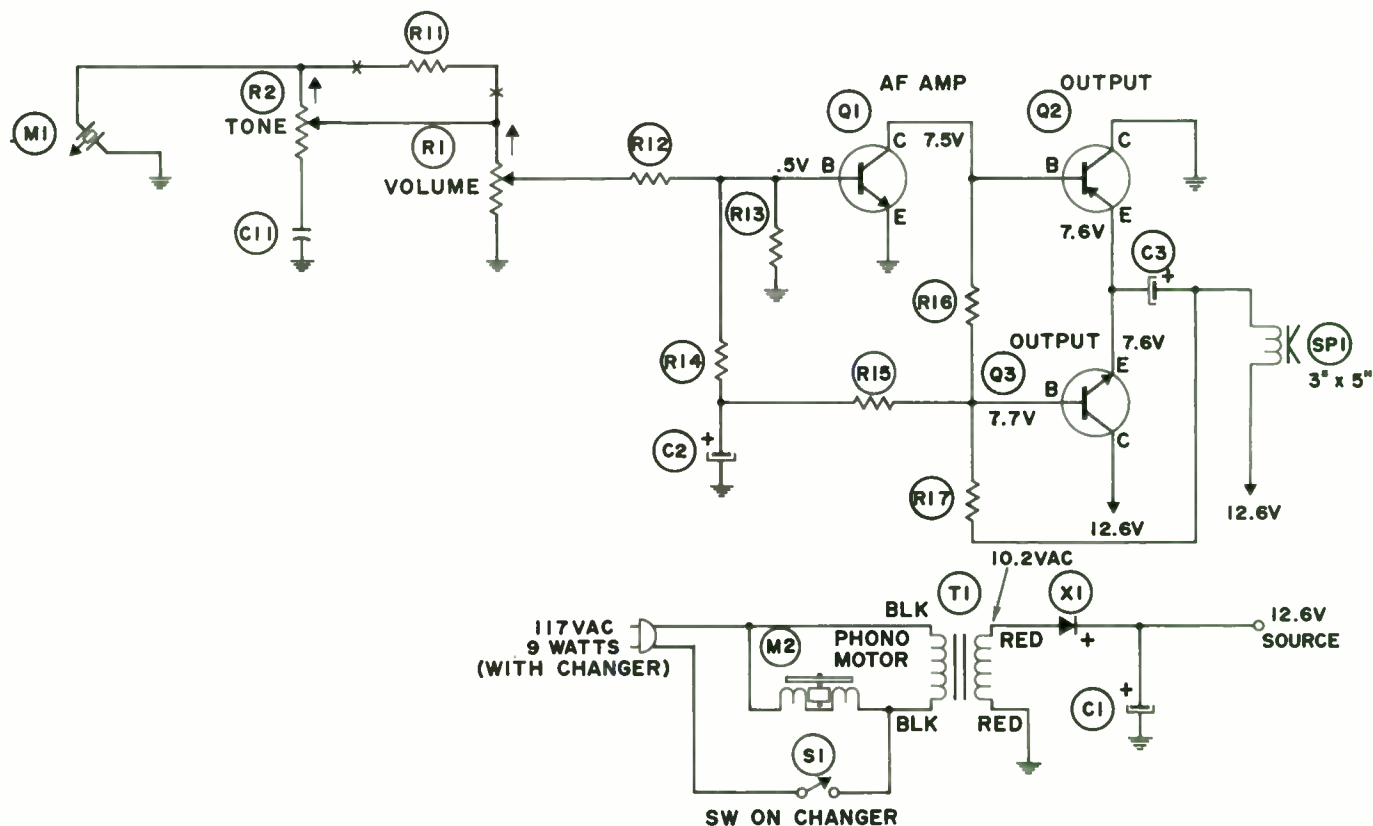 R11
R2
TONE
M1
R1
VOLUME
C11
R12
R13
.5V
B
AF AMP
Q1
C
7.5V
E
OUTPUT
Q2
B
C
E
7.6V
C3
+
R16
R14
R15
C2
+
OUTPUT
7.6V
Q3
B
E
7.7V
C
R17
12.6V
SP1
3" x 5"
12.6V
10.2VAC
117VAC
9 WATTS
(WITH CHANGER)
M2
BLK
PHONO
MOTOR
T1
RED
X1
+
12.6V
SOURCE
BLK
RED
C1
+
S1
SW ON CHANGER